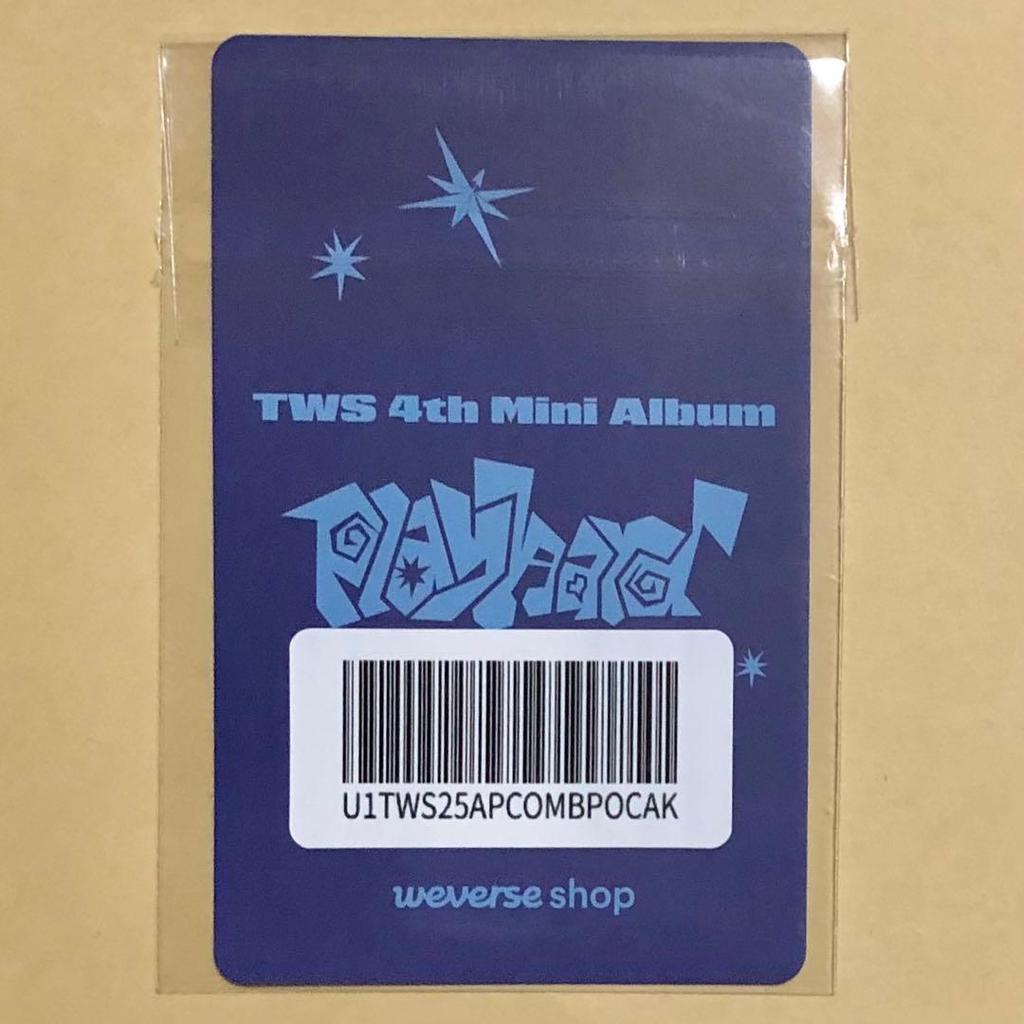 TWS 4th Mini Album
play hard
U1TWS25APCOMBPOCAK
weverse shop